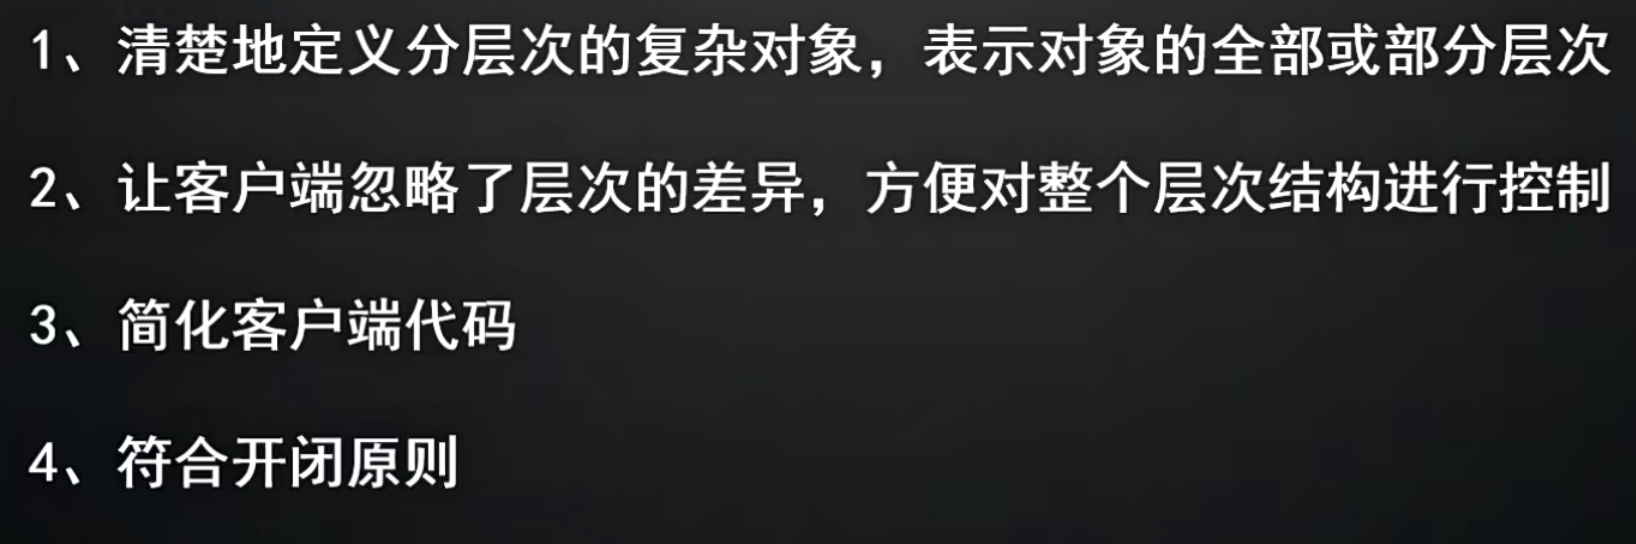 1、清楚地定义分层次的复杂对象，表示对象的全部或部分层次
2、让客户端忽略了层次的差异，方便对整个层次结构进行控制
3、简化客户端代码
4、符合开闭原则